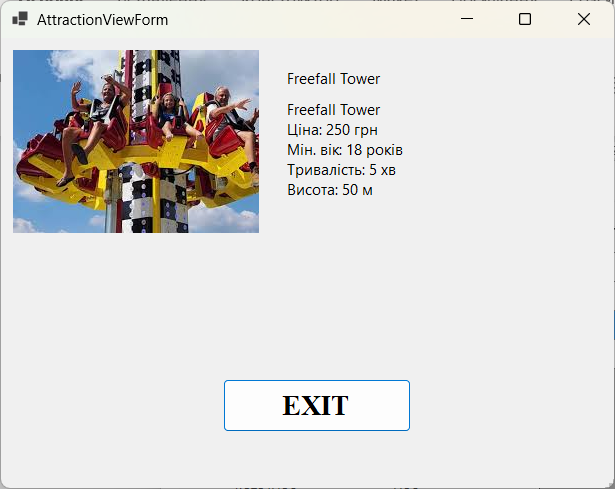 AttractionViewForm
Freefall Tower
Freefall Tower
Ціна: 250 грн
Мін. вік: 18 років
Тривалість: 5 хв
Висота: 50 м
EXIT